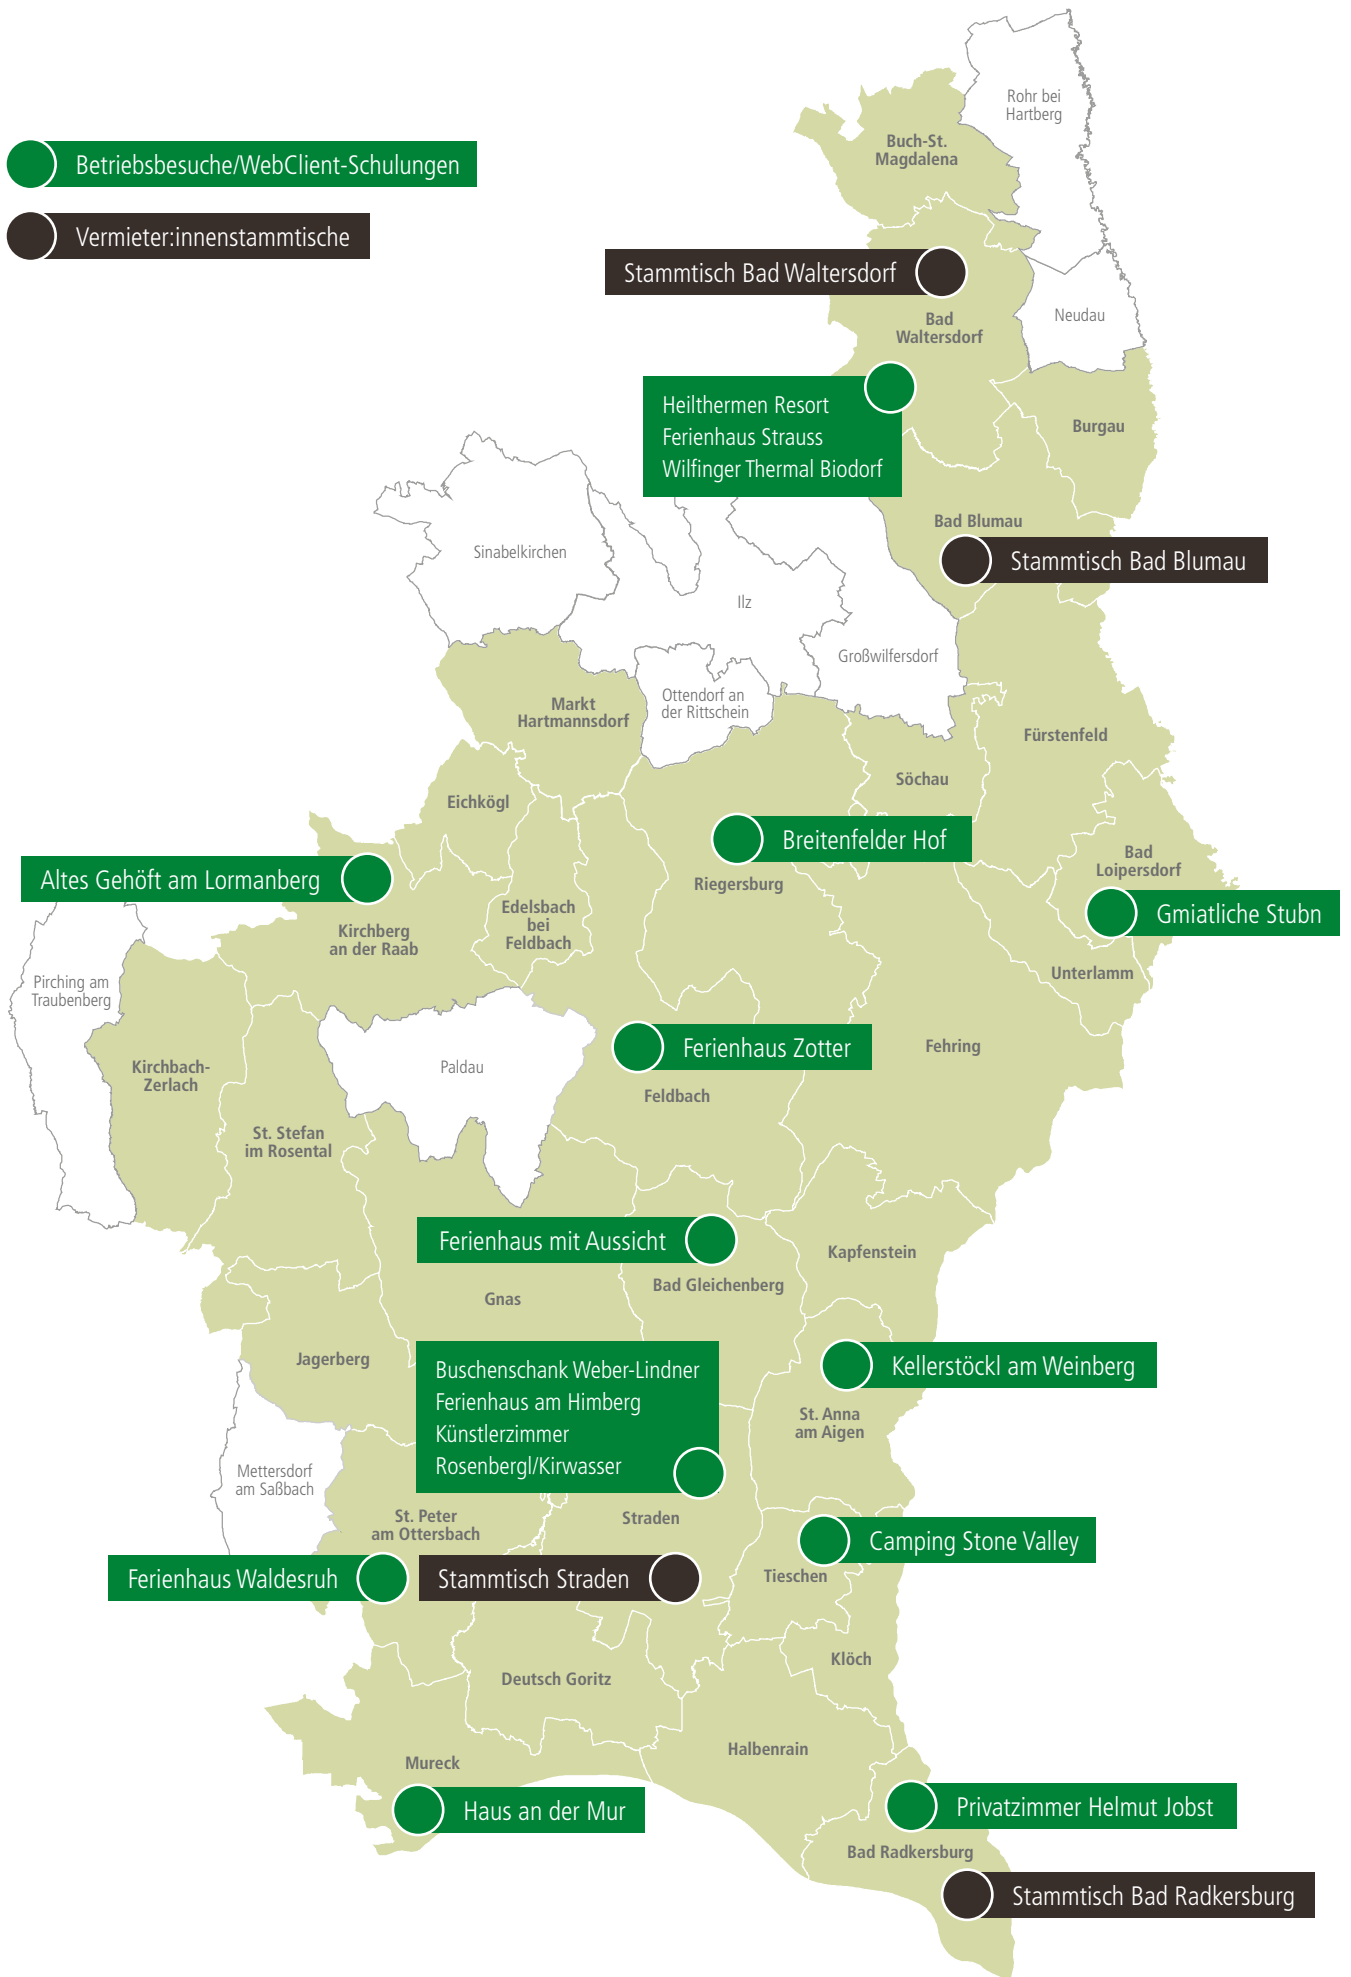 Rohr bei
Hartberg
Buch-St.
Magdalena
Betriebsbesuche/WebClient-Schulungen
Vermieter:innenstammtische
Stammtisch Bad Waltersdorf
Bad
Waltersdorf
Neudau
Heilthermen Resort
Ferienhaus Strauss
Wilfinger Thermal Biodorf
Burgau
Bad Blumau
Stammtisch Bad Blumau
Sinabelkirchen
Ilz
Großwilfersdorf
Ottendorf an
der Rittschein
Markt
Hartmannsdorf
Fürstenfeld
Söchau
Eichkögl
Breitenfelder Hof
Bad
Loipersdorf
Altes Gehöft am Lormanberg
Riegersburg
Gmiatliche Stubn
Edelsbach
bei
Feldbach
Kirchberg
an der Raab
Unterlamm
Pirching am
Traubenberg
Ferienhaus Zotter
Fehring
Kirchbach-
Zerlach
Paldau
Feldbach
St. Stefan
im Rosental
Ferienhaus mit Aussicht
Kapfenstein
Bad Gleichenberg
Gnas
Jagerberg
Buschenschank Weber-Lindner
Ferienhaus am Himberg
Künstlerzimmer
Rosenbergl/Kirwasser
Kellerstöckl am Weinberg
St. Anna
am Aigen
Mettersdorf
am Saßbach
St. Peter
am Ottersbach
Straden
Camping Stone Valley
Ferienhaus Waldesruh
Stammtisch Straden
Tieschen
Klöch
Deutsch Goritz
Halbenrain
Mureck
Haus an der Mur
Privatzimmer Helmut Jobst
Bad Radkersburg
Stammtisch Bad Radkersburg